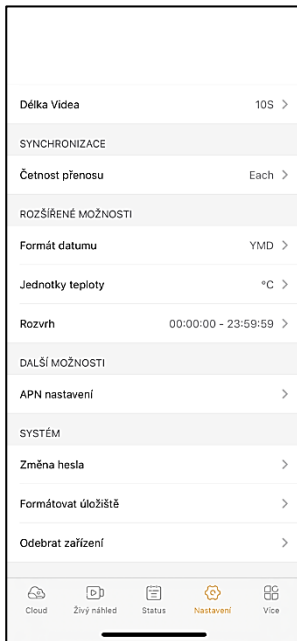 Délka Videa 10S
SYNCHRONIZACE
Četnost přenosu Each
ROZŠÍŘENÉ MOŽNOSTI
Formát datumu YMD
Jednotky teploty °C
Rozvrh 00:00:00 - 23:59:59
DALŠÍ MOŽNOSTI
APN nastavení
SYSTÉM
Změna hesla
Formátovat úložiště
Odebrat zařízení
Cloud Živý náhled Status Nastavení Více